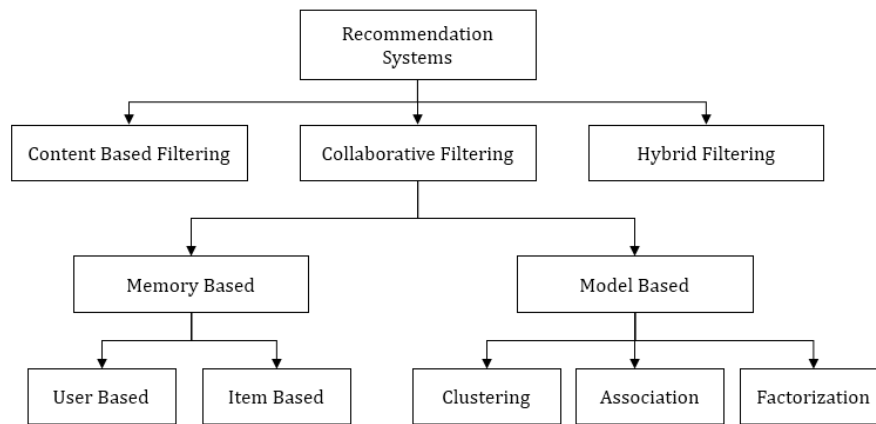 Recommendation
Systems
Content Based Filtering
Collaborative Filtering
Hybrid Filtering
Memory Based
Model Based
User Based
Item Based
Clustering
Association
Factorization